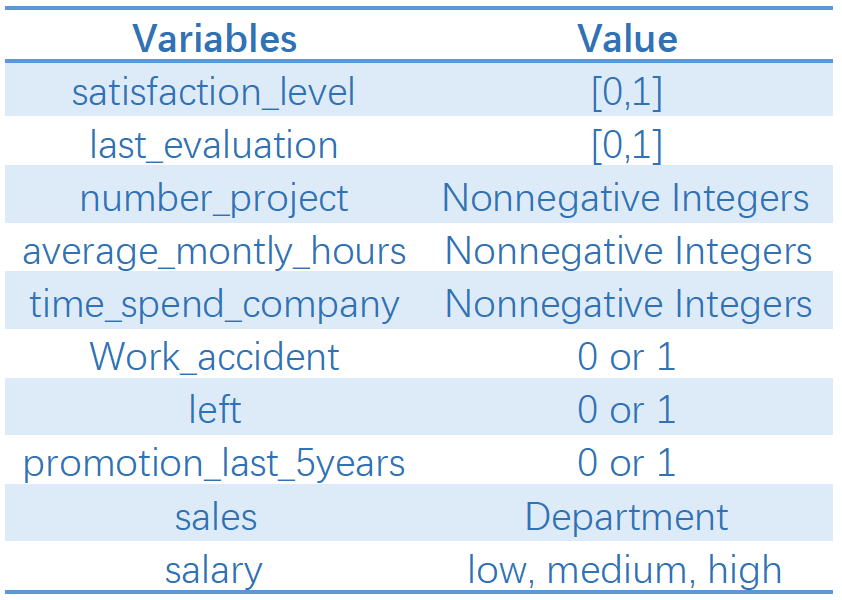 Variables Value
satisfaction_level [0,1]
last_evaluation [0,1]
number_project Nonnegative Integers
average_montly_hours Nonnegative Integers
time_spend_company Nonnegative Integers
Work_accident 0 or 1
left 0 or 1
promotion_last_5years 0 or 1
sales Department
salary low, medium, high